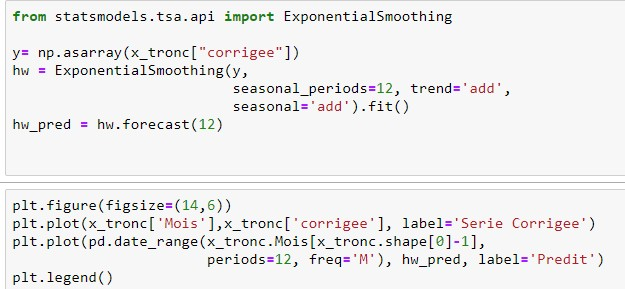 from statsmodels.tsa.api import ExponentialSmoothing
y= np.asarray(x_tronc["corrigee"])
hw = ExponentialSmoothing(y,
seasonal_periods=12, trend='add',
seasonal='add').fit()
hw_pred = hw.forecast(12)
plt.figure(figsize=(14,6))
plt.plot(x_tronc['Mois'],x_tronc['corrigee'], label='Serie Corrigee')
plt.plot(pd.date_range(x_tronc.Mois[x_tronc.shape[0]-1],
periods=12, freq='M'), hw_pred, label='Predit')
plt.legend()